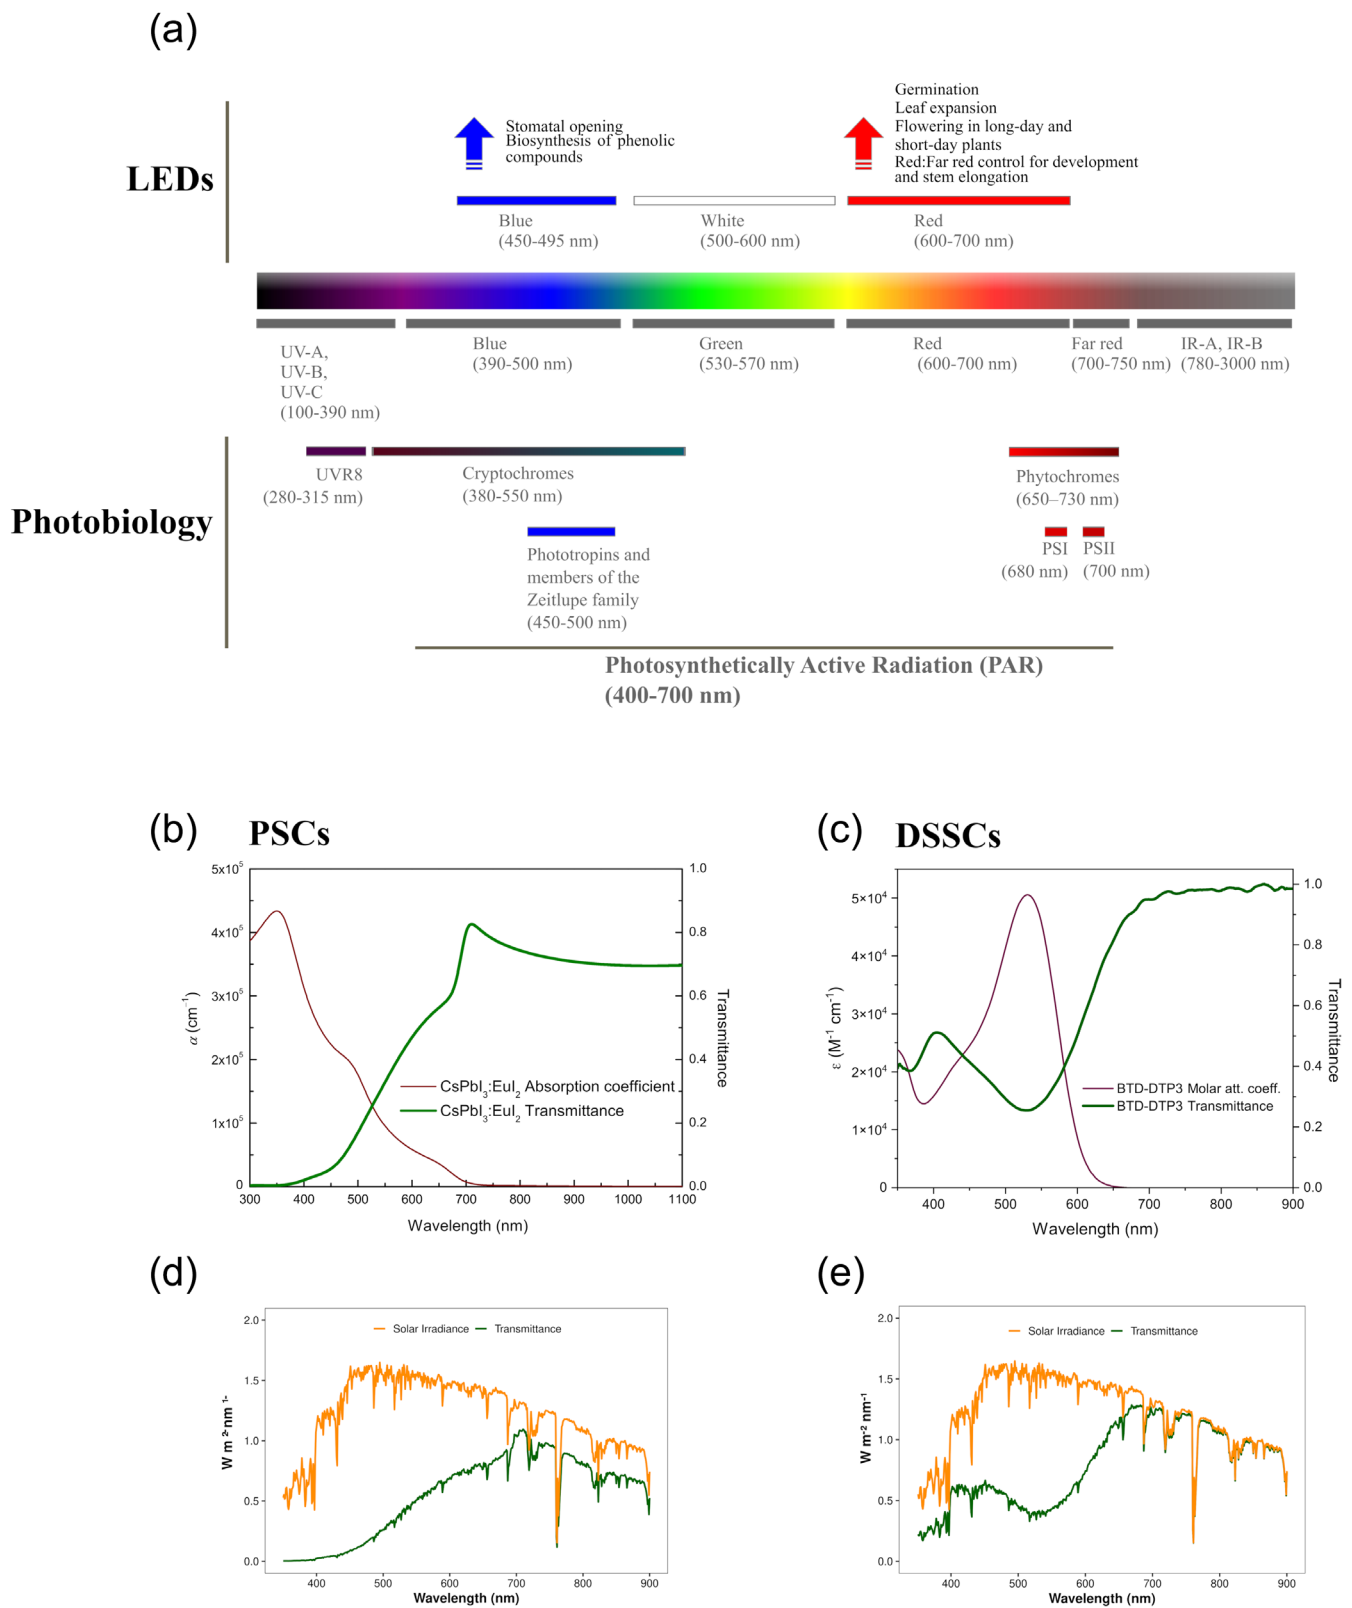 (a)
LEDs
Stomatal opening
Biosynthesis of phenolic
compounds
Germination
Leaf expansion
Flowering in long-day and
short-day plants
Red:Far red control for development
and stem elongation
Blue
(450-495 nm)
White
(500-600 nm)
Red
(600-700 nm)
UV-A,
UV-B,
UV-C
(100-390 nm)
Blue
(390-500 nm)
Green
(530-570 nm)
Red
(600-700 nm)
Far red
(700-750 nm)
IR-A, IR-B
(780-3000 nm)
Photobiology
UVR8
(280-315 nm)
Cryptochromes
(380-550 nm)
Phytochromes
(650–730 nm)
Phototropins and
members of the
Zeitlupe family
(450-500 nm)
PSI
(680 nm)
PSII
(700 nm)
Photosynthetically Active Radiation (PAR)
(400-700 nm)
(b)
PSCs
5x10⁵
4x10⁵
3x10⁵
2x10⁵
1x10⁵
0
α (cm⁻¹)
1.0
0.8
0.6
0.4
0.2
0.0
Transmittance
CsPbI₃:EuI₂ Absorption coefficient
CsPbI₃:EuI₂ Transmittance
300 400 500 600 700 800 900 1000 1100
Wavelength (nm)
(c)
DSSCs
5×10⁴
4×10⁴
3×10⁴
2×10⁴
1×10⁴
0
ε (M⁻¹ cm⁻¹)
1.0
0.8
0.6
0.4
0.2
0.0
Transmittance
BTD-DTP3 Molar att. coeff.
BTD-DTP3 Transmittance
400 500 600 700 800 900
Wavelength (nm)
(d)
Solar Irradiance Transmittance
2.0
1.5
1.0
0.5
0.0
W m ²·nm ¹-
400 500 600 700 800 900
Wavelength (nm)
(e)
Solar Irradiance Transmittance
2.0
1.5
1.0
0.5
0.0
W m⁻² nm⁻¹
400 500 600 700 800 900
Wavelength (nm)